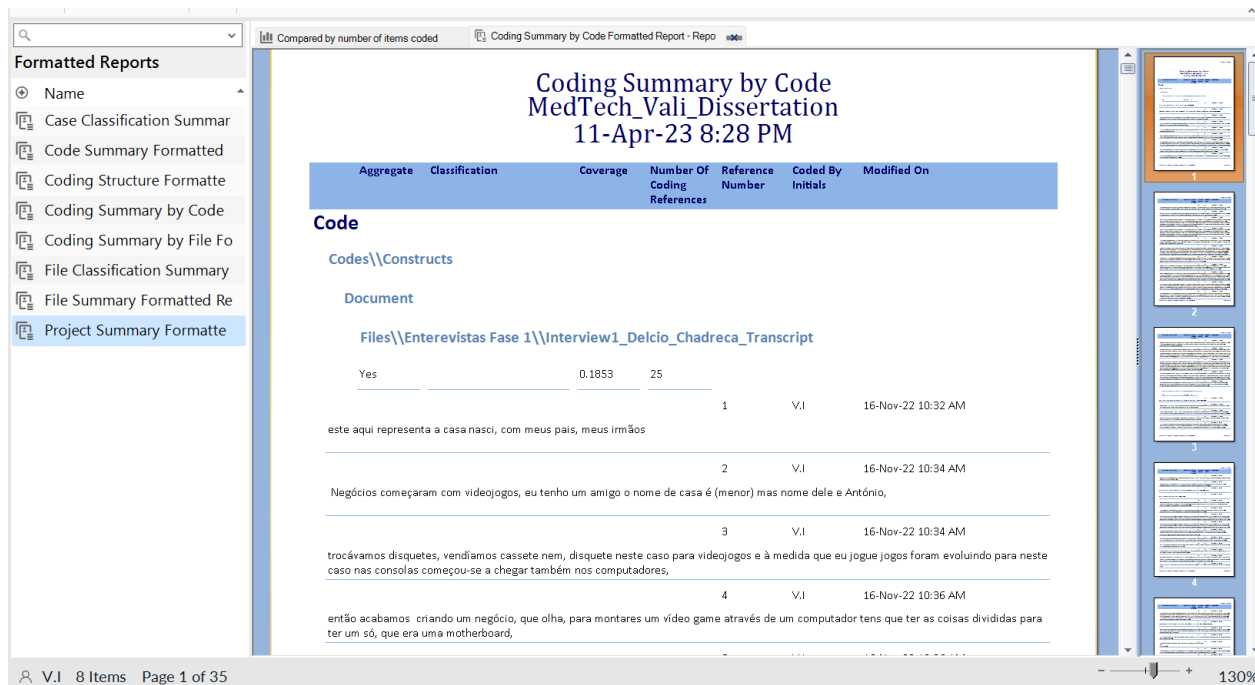 Compared by number of items coded
Coding Summary by Code Formatted Report - Repo
Formatted Reports
Name
Case Classification Summar
Code Summary Formatted
Coding Structure Formatte
Coding Summary by Code
Coding Summary by File Fo
File Classification Summary
File Summary Formatted Re
Project Summary Formatte
Coding Summary by Code
MedTech_Vali_Dissertation
11-Apr-23 8:28 PM
Aggregate Classification Coverage Number Of Reference Coded By Modified On
Coding Number Initials
References
Code
Codes\\Constructs
Document
Files\\Enterevistas Fase 1\\Interview1_Delcio_Chadreca_Transcript
Yes 0.1853 25
1 V.I 16-Nov-22 10:32 AM
este aqui representa a casa nasci, com meus pais, meus irmãos
2 V.I 16-Nov-22 10:34 AM
Negócios começaram com videojogos, eu tenho um amigo o nome de casa é (menor) mas nome dele e António,
3 V.I 16-Nov-22 10:34 AM
trocávamos disquetes, vendíamos cassete nem, disquete neste caso para videojogos e à medida que eu jogue jogos foram evoluindo para neste
caso nas consolas começou-se a chegar também nos computadores,
4 V.I 16-Nov-22 10:36 AM
então acabamos criando um negócio, que olha, para montares um vídeo game através de um computador tens que ter as coisas divididas para
ter um só, que era uma motherboard,
1
2
3
4
V.I 8 Items Page 1 of 35
130%